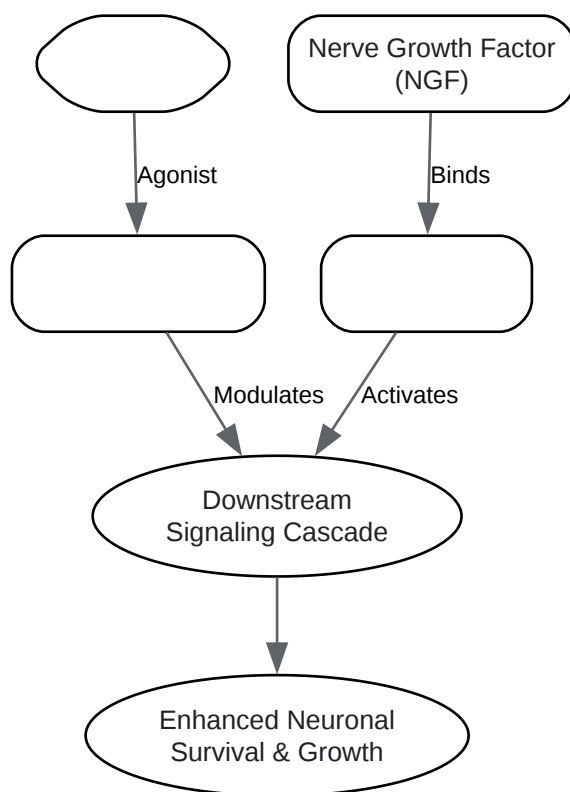 Nerve Growth Factor
(NGF)
Agonist
Binds
Modulates
Activates
Downstream
Signaling Cascade
Enhanced Neuronal
Survival & Growth